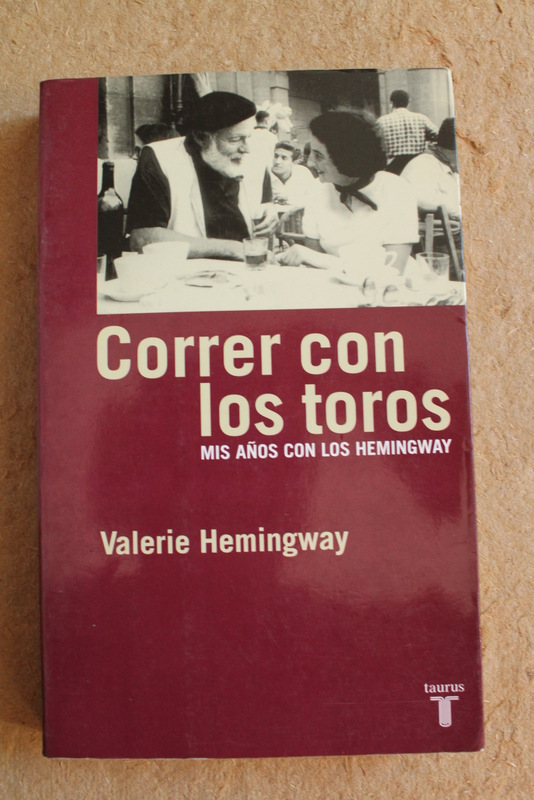 Correr con
los toros
MIS AÑOS CON LOS HEMINGWAY
Valerie Hemingway
taurus
T